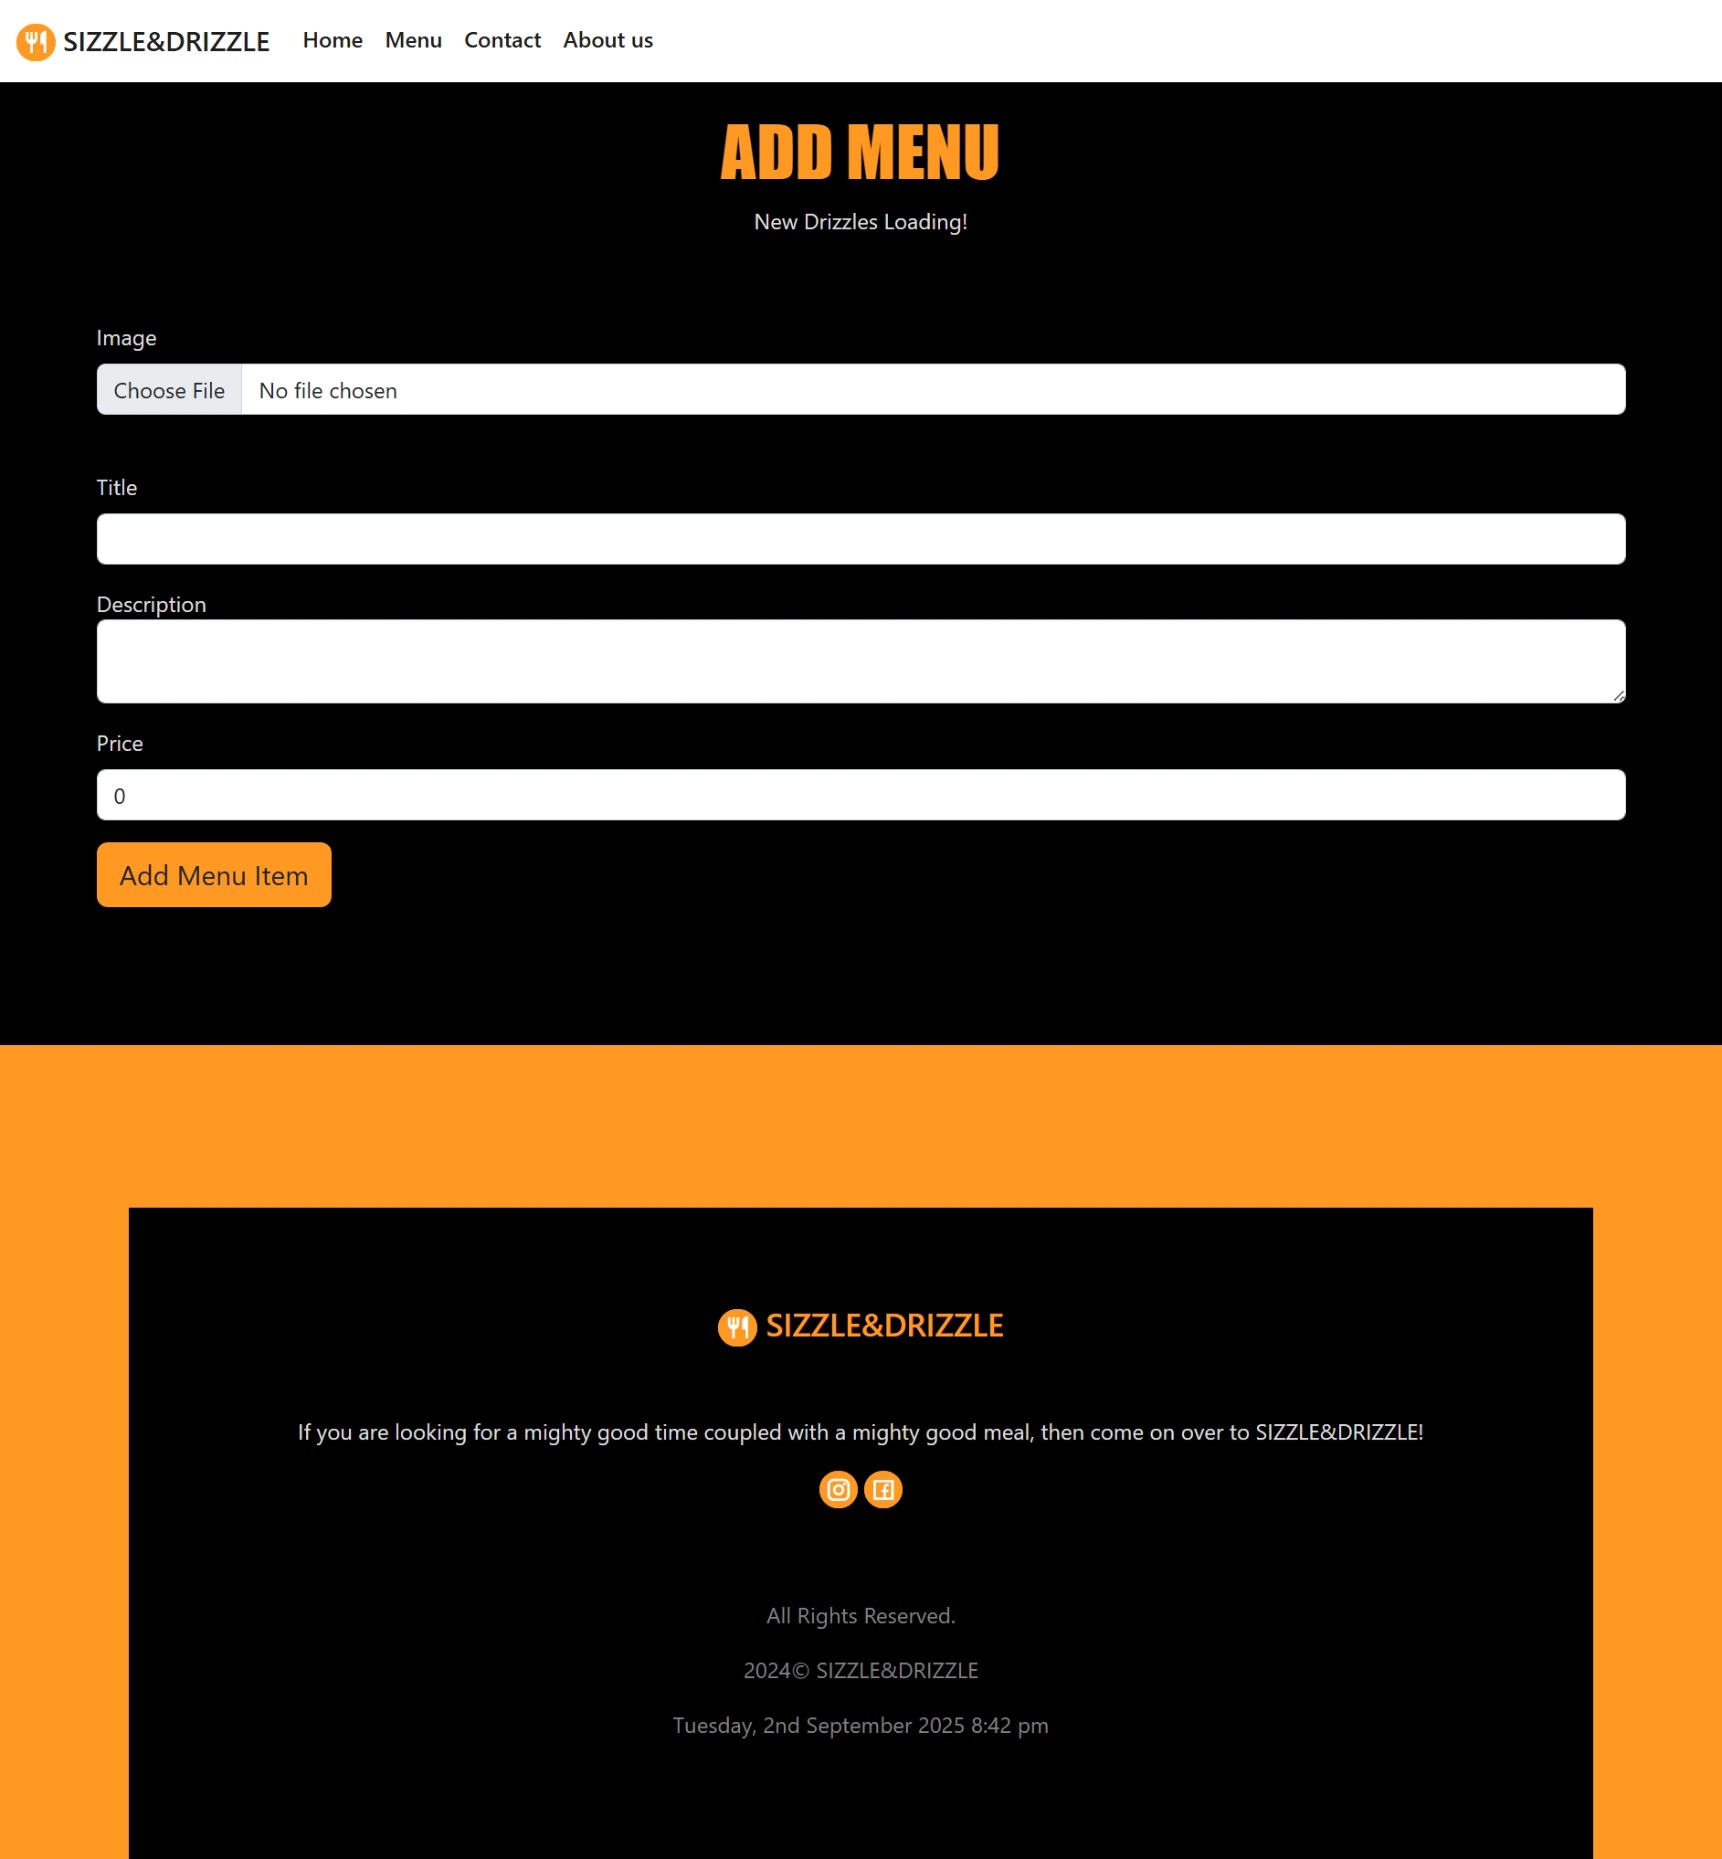 SIZZLE&DRIZZLE Home Menu Contact About us
ADD MENU
New Drizzles Loading!
Image
Choose File No file chosen
Title
Description
Price
0
Add Menu Item
SIZZLE&DRIZZLE
If you are looking for a mighty good time coupled with a mighty good meal, then come on over to SIZZLE&DRIZZLE!
All Rights Reserved.
2024© SIZZLE&DRIZZLE
Tuesday, 2nd September 2025 8:42 pm